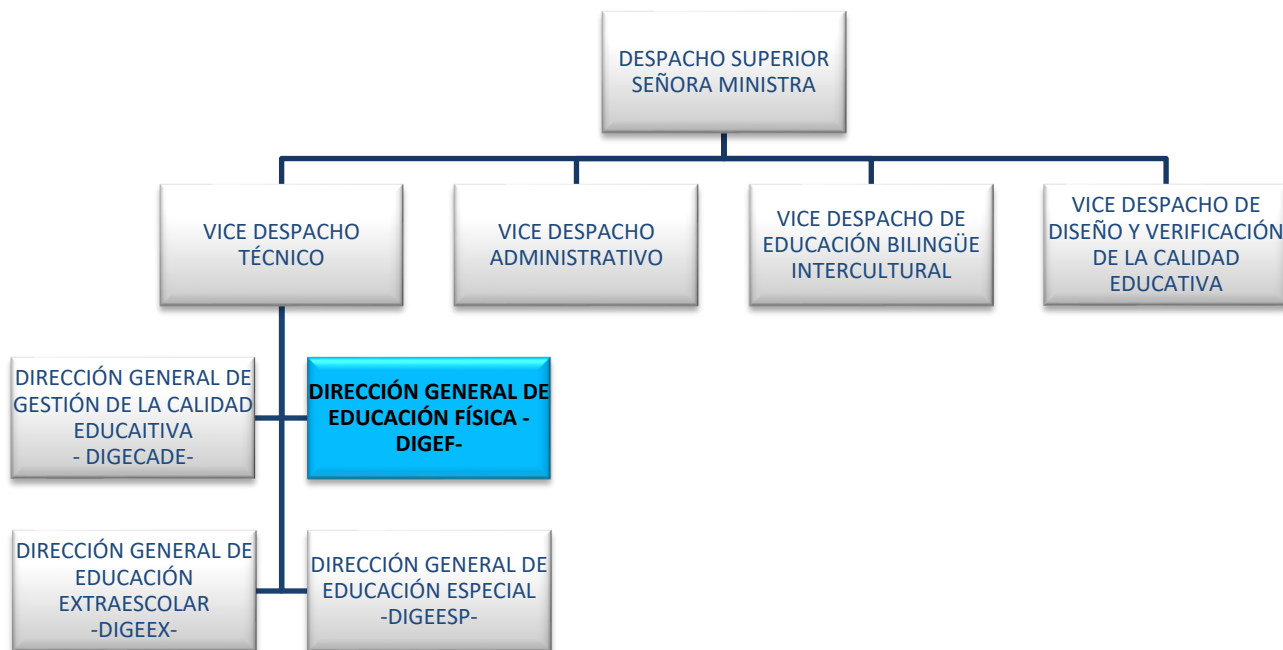 DESPACHO SUPERIOR
SEÑORA MINISTRA
VICE DESPACHO
TÉCNICO
VICE DESPACHO
ADMINISTRATIVO
VICE DESPACHO DE
EDUCACIÓN BILINGÜE
INTERCULTURAL
VICE DESPACHO DE
DISEÑO Y VERIFICACIÓN
DE LA CALIDAD
EDUCATIVA
DIRECCIÓN GENERAL DE
GESTIÓN DE LA CALIDAD
EDUCAITIVA
- DIGECADE-
DIRECCIÓN GENERAL DE
EDUCACIÓN FÍSICA -
DIGEF-
DIRECCIÓN GENERAL DE
EDUCACIÓN
EXTRAESCOLAR
-DIGEEX-
DIRECCIÓN GENERAL DE
EDUCACIÓN ESPECIAL
-DIGEESP-